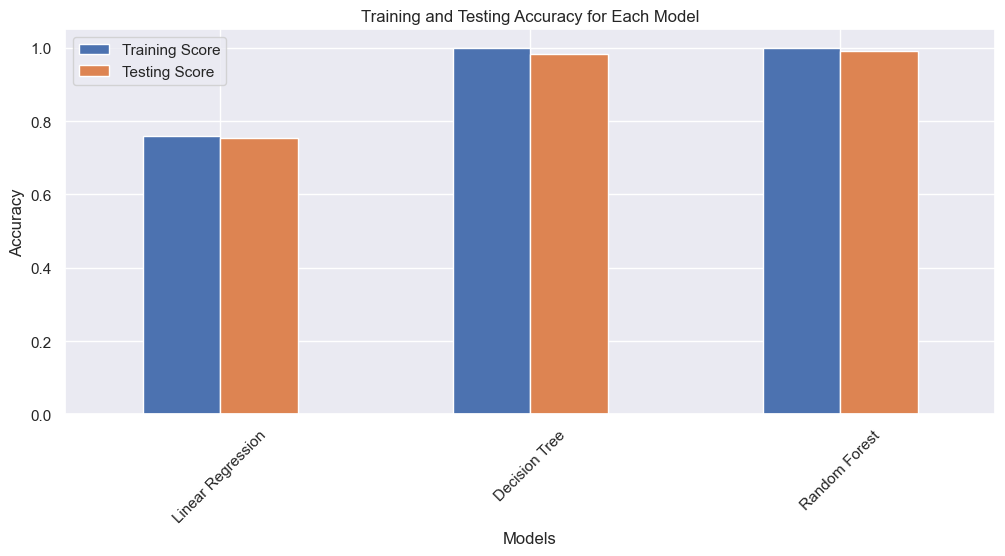 Training and Testing Accuracy for Each Model
Training Score
Testing Score
Accuracy
1.0
0.8
0.6
0.4
0.2
0.0
Linear Regression
Decision Tree
Random Forest
Models